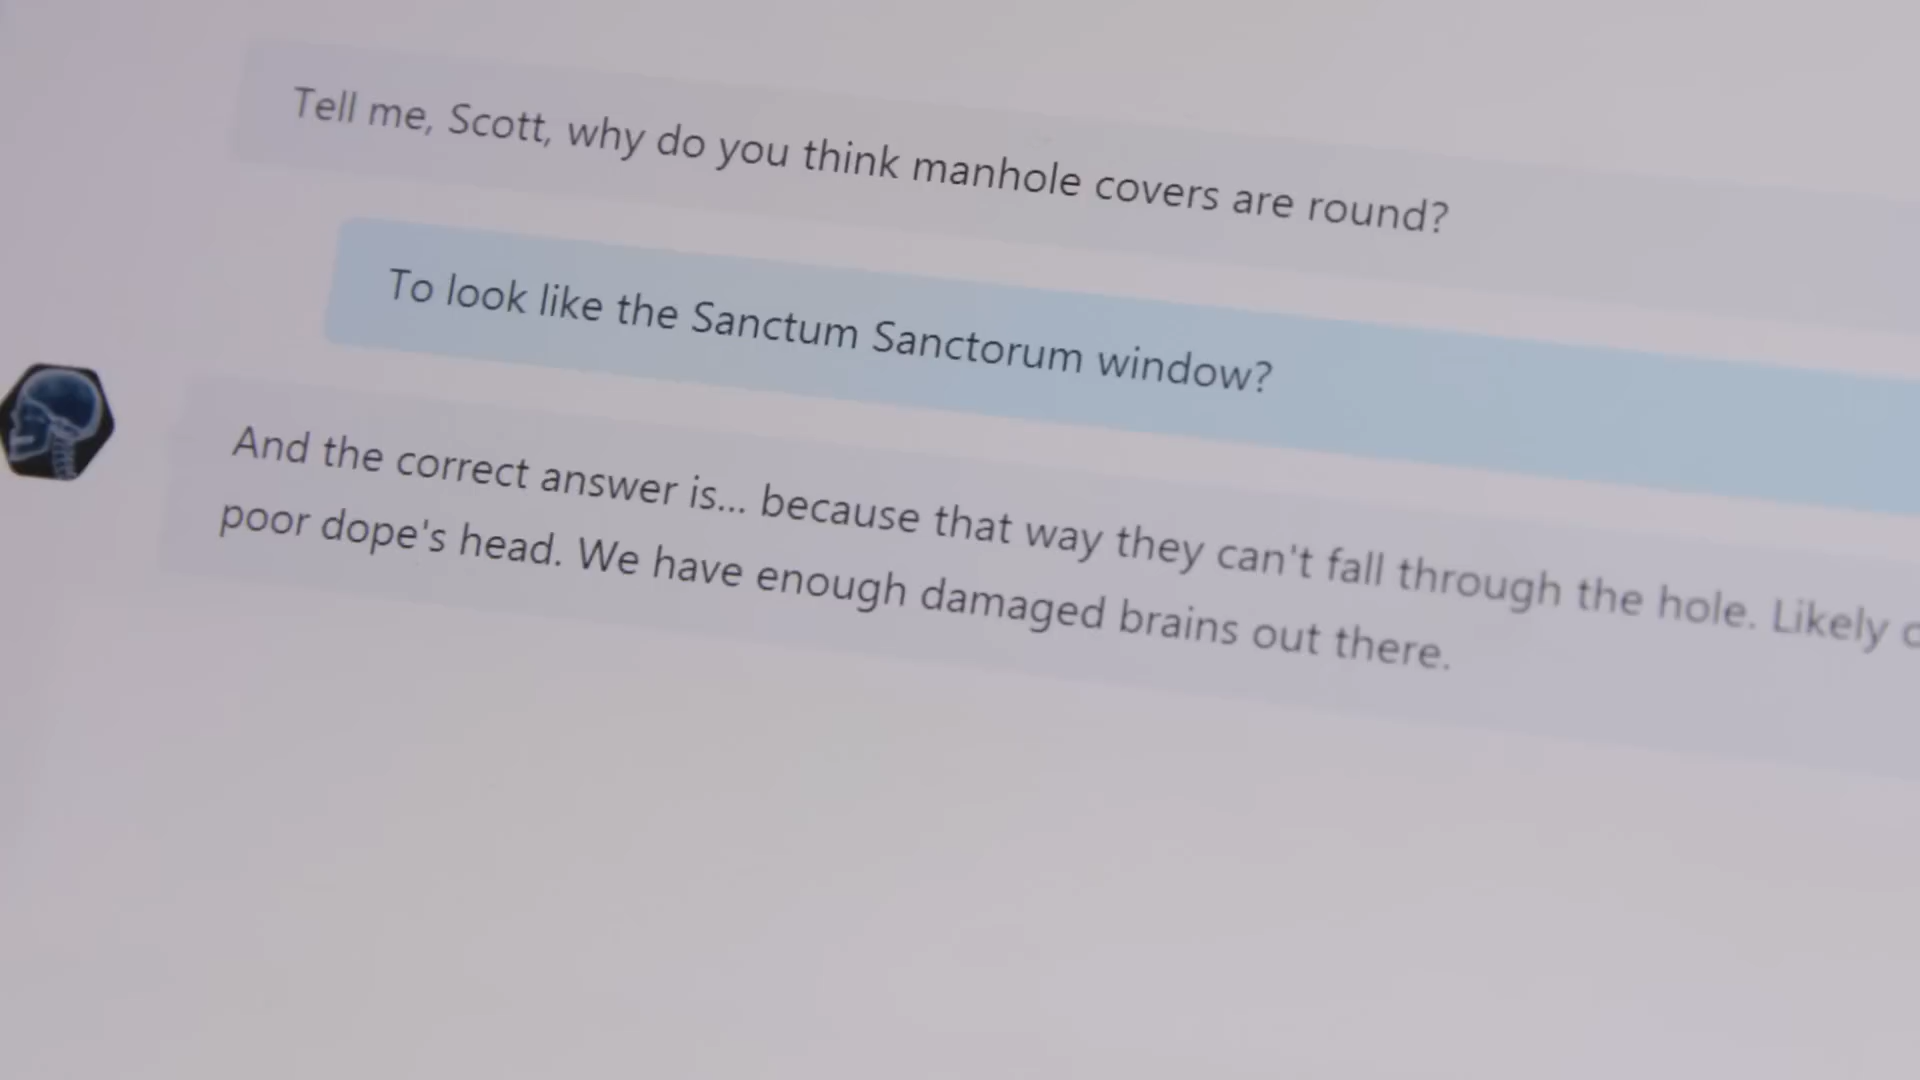 Tell me, Scott, why do you think manhole covers are round?
To look like the Sanctum Sanctorum window?
And the correct answer is... because that way they can't fall through the hole. Likely
poor dope's head. We have enough damaged brains out there.